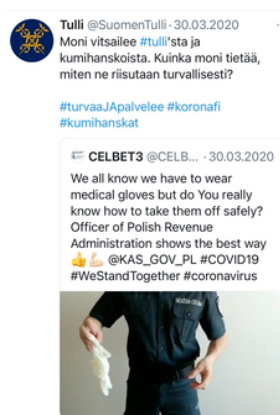 Tulli @SuomenTulli · 30.03.2020
Moni vitsailee #tulli'sta ja
kumihanskoista. Kuinka moni tietää,
miten ne riisutaan turvallisesti?
#turvaaJApalvelee #koronafi
#kumihanskat
CELBET3 @CELB... · 30.03.2020
We all know we have to wear
medical gloves but do You really
know how to take them off safely?
Officer of Polish Revenue
Administration shows the best way
👍💪 @KAS_GOV_PL #COVID19
#WeStandTogether #coronavirus